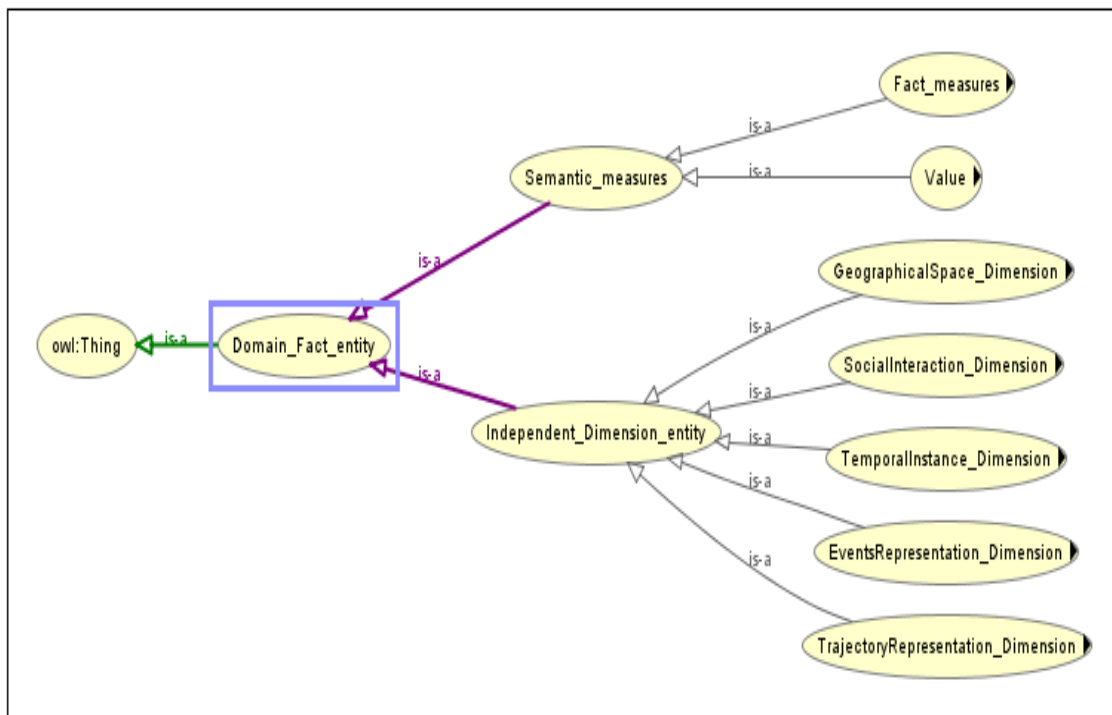 Fact_measures
is-a
Semantic_measures
is-a
Value
is-a
GeographicalSpace_Dimension
is-a
owl:Thing
is-a
Domain_Fact_entity
SocialInteraction_Dimension
is-a
is-a
Independent_Dimension_entity
is-a
TemporalInstance_Dimension
is-a
EventsRepresentation_Dimension
is-a
TrajectoryRepresentation_Dimension